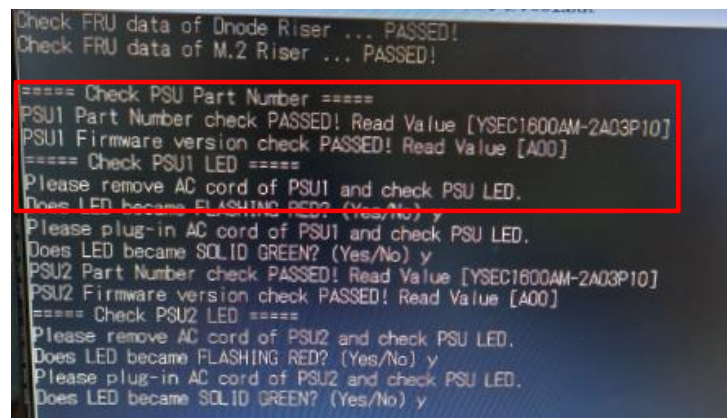 Check FRU data of Dnode Riser ... PASSED!
Check FRU data of M.2 Riser ... PASSED!
===== Check PSU Part Number =====
PSU1 Part Number check PASSED! Read Value [YSEC1600AM-2A03P10]
PSU1 Firmware version check PASSED! Read Value [A00]
===== Check PSU1 LED =====
Please remove AC cord of PSU1 and check PSU LED.
Does LED became FLASHING RED? (Yes/No) y
Please plug-in AC cord of PSU1 and check PSU LED.
Does LED became SOLID GREEN? (Yes/No) y
PSU2 Part Number check PASSED! Read Value [YSEC1600AM-2A03P10]
PSU2 Firmware version check PASSED! Read Value [A00]
===== Check PSU2 LED =====
Please remove AC cord of PSU2 and check PSU LED.
Does LED became FLASHING RED? (Yes/No) y
Please plug-in AC cord of PSU2 and check PSU LED.
Does LED became SOLID GREEN? (Yes/No) y